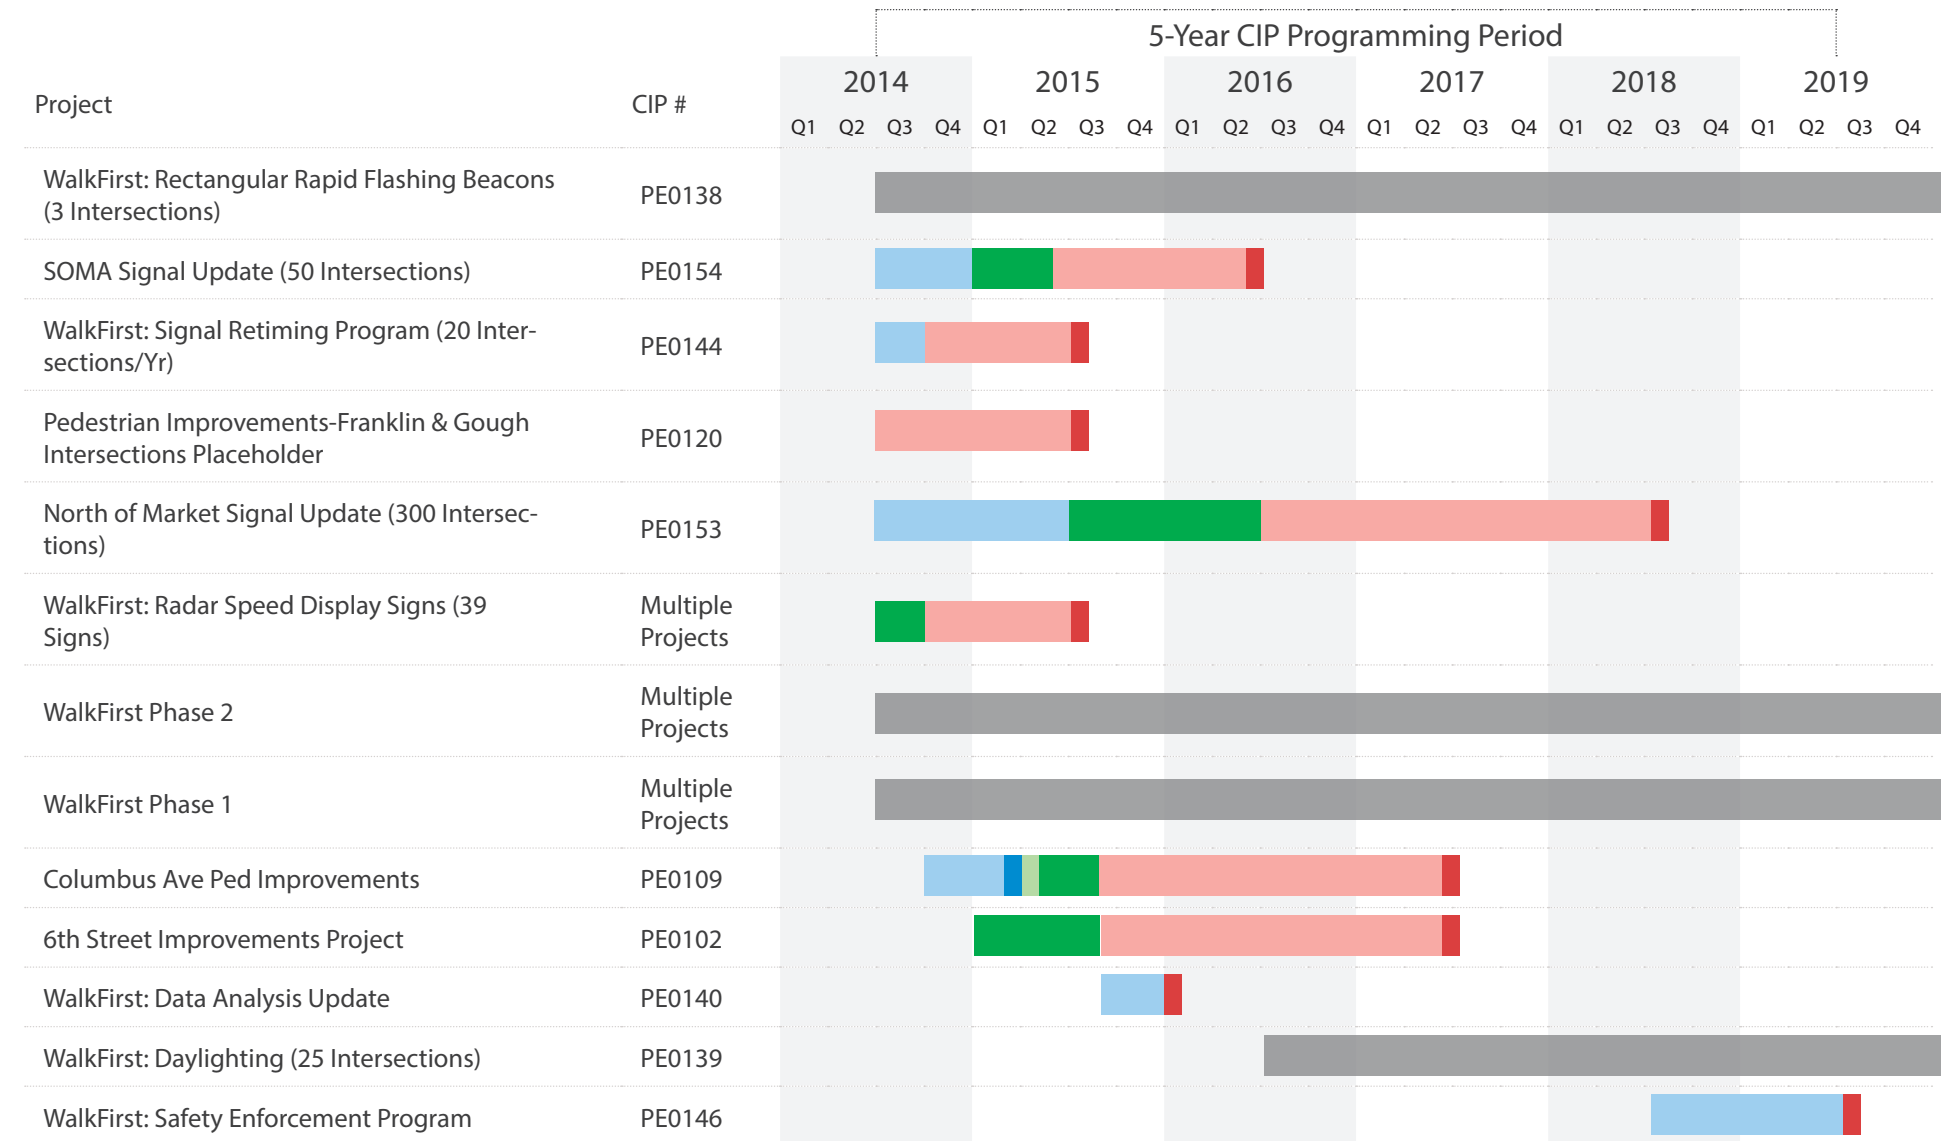 5-Year CIP Programming Period
2014 2015 2016 2017 2018 2019
Project CIP #
Q1 Q2 Q3 Q4 Q1 Q2 Q3 Q4 Q1 Q2 Q3 Q4 Q1 Q2 Q3 Q4 Q1 Q2 Q3 Q4 Q1 Q2 Q3 Q4
WalkFirst: Rectangular Rapid Flashing Beacons
(3 Intersections)
PE0138
SOMA Signal Update (50 Intersections) PE0154
WalkFirst: Signal Retiming Program (20 Inter-
sections/Yr)
PE0144
Pedestrian Improvements-Franklin & Gough
Intersections Placeholder
PE0120
North of Market Signal Update (300 Intersec-
tions)
PE0153
WalkFirst: Radar Speed Display Signs (39
Signs)
Multiple
Projects
WalkFirst Phase 2
Multiple
Projects
WalkFirst Phase 1
Multiple
Projects
Columbus Ave Ped Improvements PE0109
6th Street Improvements Project PE0102
WalkFirst: Data Analysis Update PE0140
WalkFirst: Daylighting (25 Intersections) PE0139
WalkFirst: Safety Enforcement Program PE0146